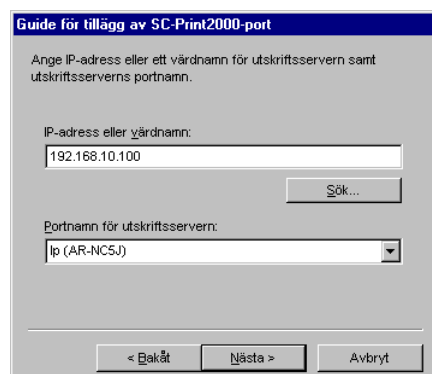 Guide för tillägg av SC-Print2000-port
Ange IP-adress eller ett värdnamn för utskriftsservern samt
utskriftsserverns portnamn.
IP-adress eller värdnamn:
192.168.10.100
Sök...
Portnamn för utskriftsservern:
lp (AR-NC5J)
< Bakåt
Nästa >
Avbryt